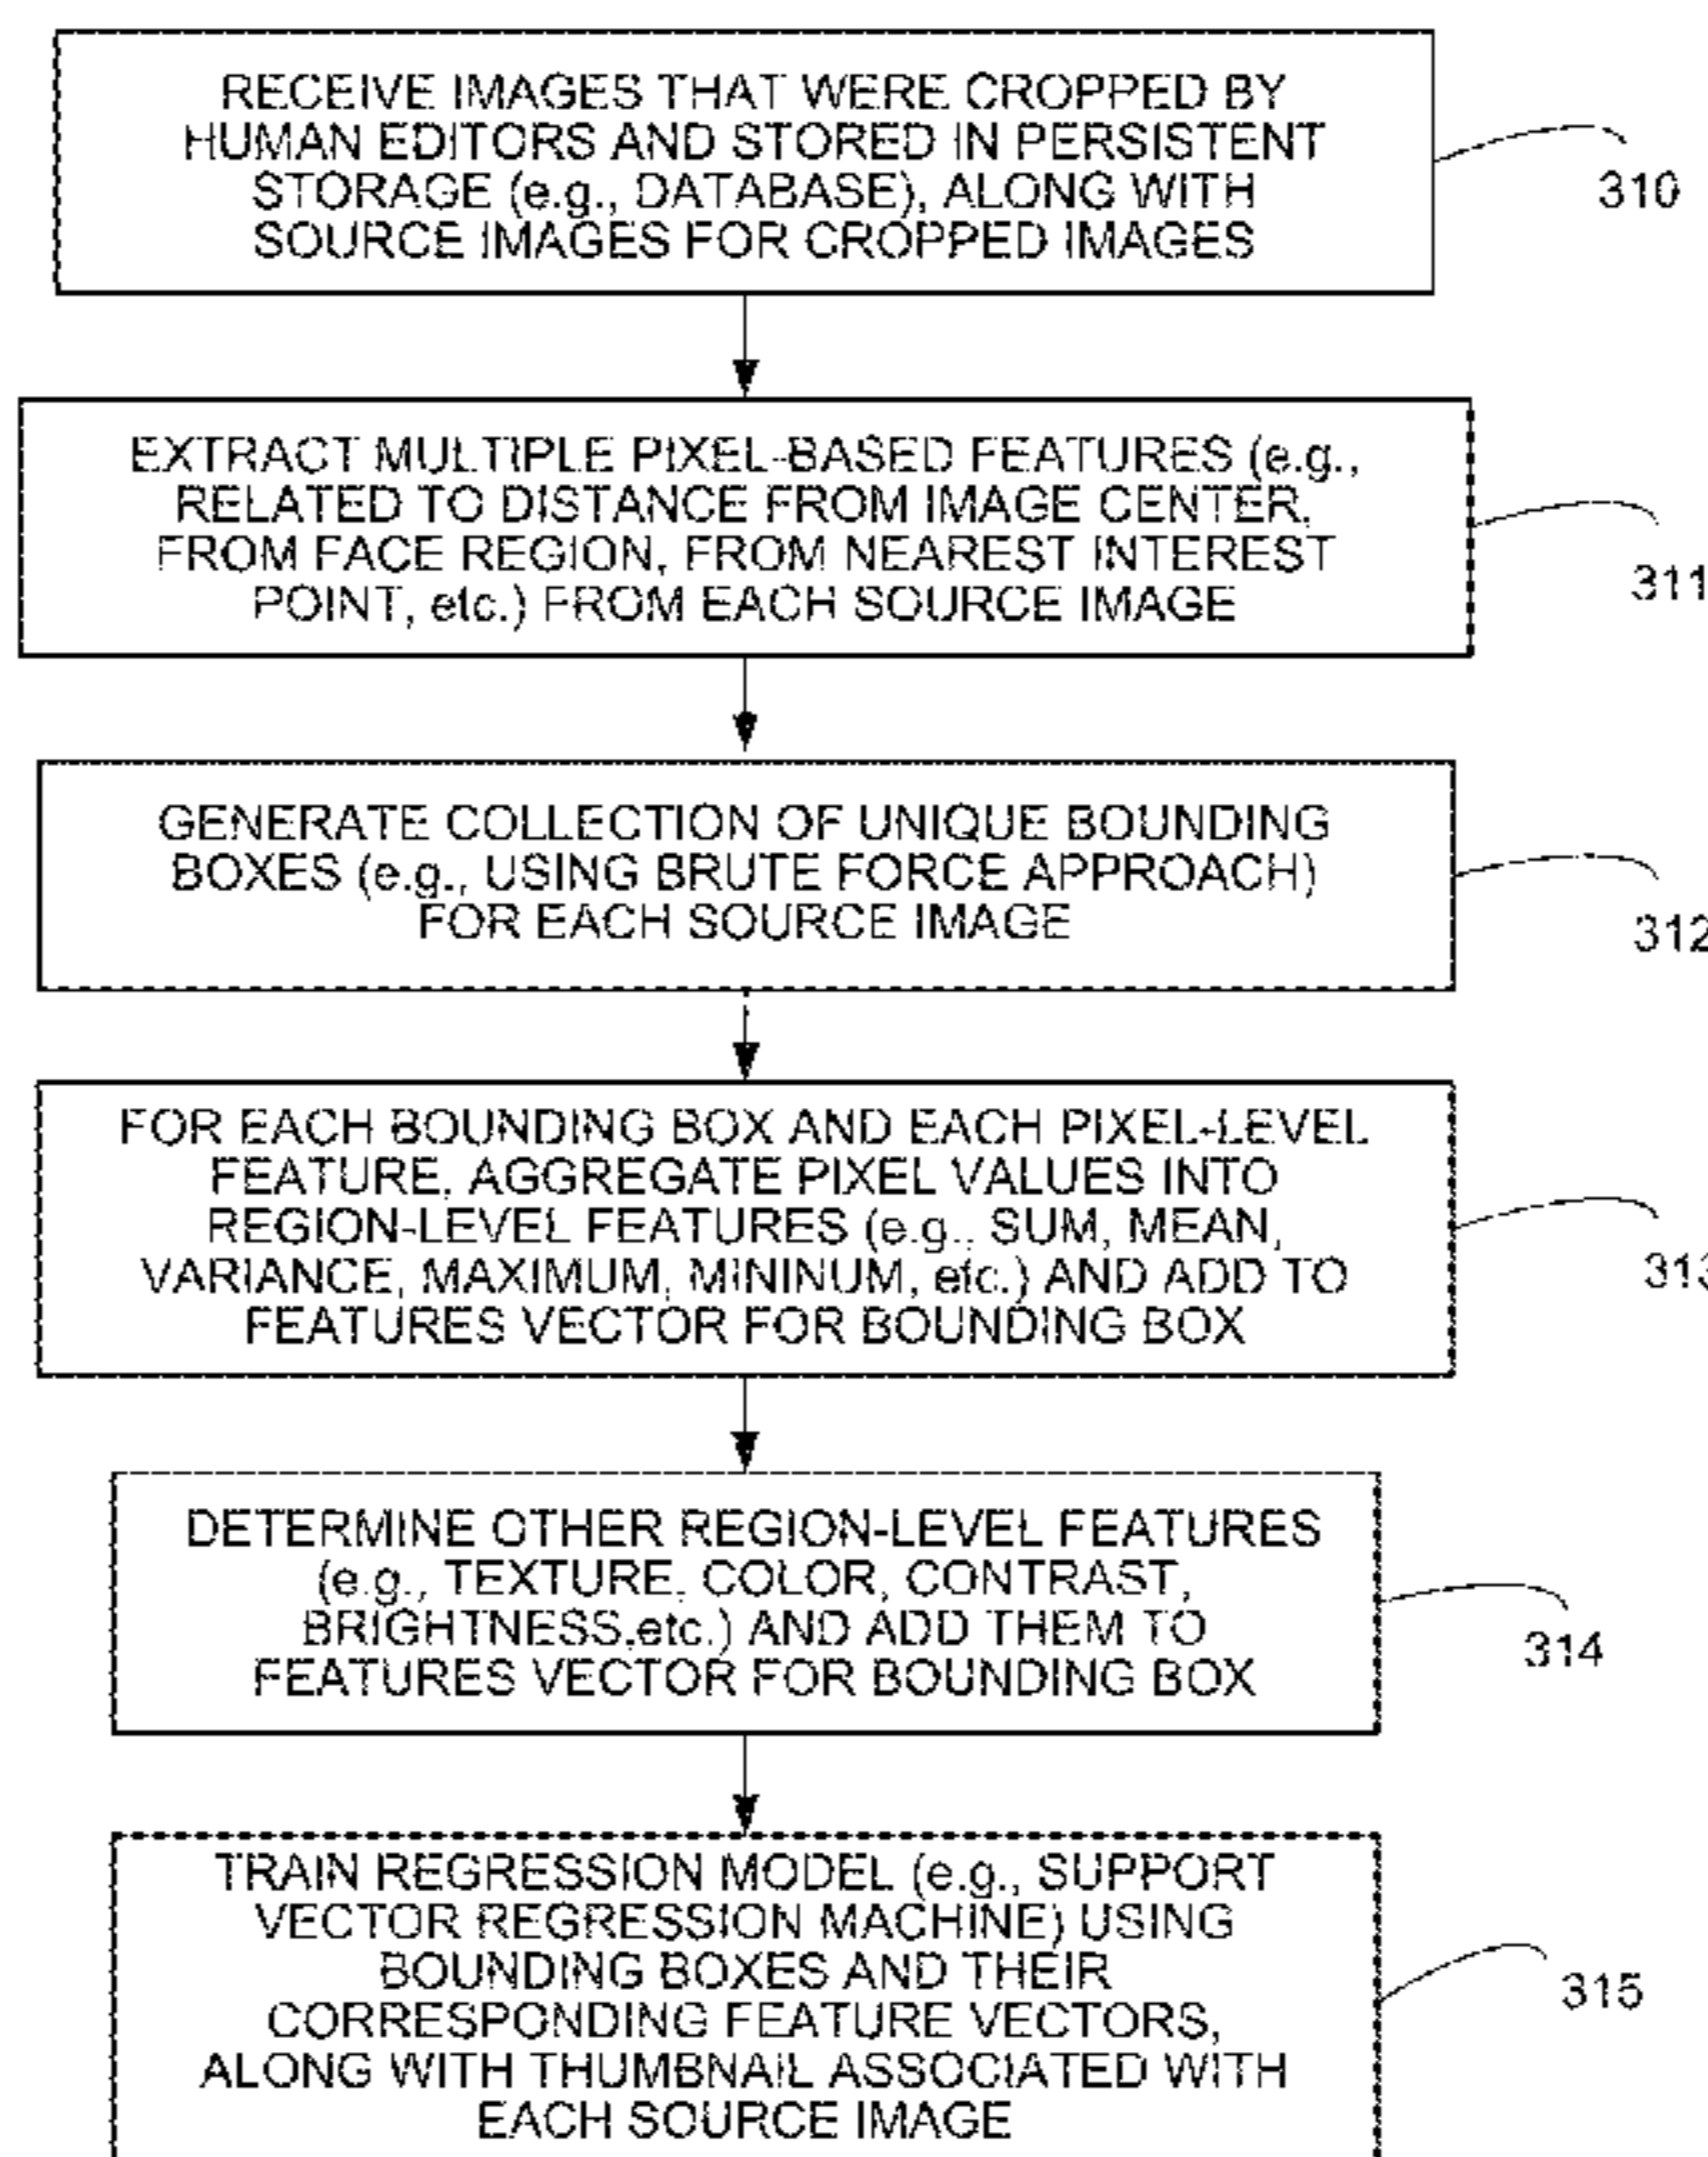 RECEIVE IMAGES THAT WERE CROPPED BY
HUMAN EDITORS AND STORED IN PERSISTENT
STORAGE (e.g., DATABASE), ALONG WITH
SOURCE IMAGES FOR CROPPED IMAGES
310
EXTRACT MULTIPLE PIXEL-BASED FEATURES (e.g.,
RELATED TO DISTANCE FROM IMAGE CENTER,
FROM FACE REGION, FROM NEAREST INTEREST
POINT, etc.) FROM EACH SOURCE IMAGE
311
GENERATE COLLECTION OF UNIQUE BOUNDING
BOXES (e.g., USING BRUTE FORCE APPROACH)
FOR EACH SOURCE IMAGE
312
FOR EACH BOUNDING BOX AND EACH PIXEL-LEVEL
FEATURE, AGGREGATE PIXEL VALUES INTO
REGION-LEVEL FEATURES (e.g., SUM, MEAN,
VARIANCE, MAXIMUM, MININUM, etc.) AND ADD TO
FEATURES VECTOR FOR BOUNDING BOX
313
DETERMINE OTHER REGION-LEVEL FEATURES
(e.g., TEXTURE, COLOR, CONTRAST,
BRIGHTNESS,etc.) AND ADD THEM TO
FEATURES VECTOR FOR BOUNDING BOX
314
TRAIN REGRESSION MODEL (e.g., SUPPORT
VECTOR REGRESSION MACHINE) USING
BOUNDING BOXES AND THEIR
CORRESPONDING FEATURE VECTORS,
ALONG WITH THUMBNAIL ASSOCIATED WITH
EACH SOURCE IMAGE
315